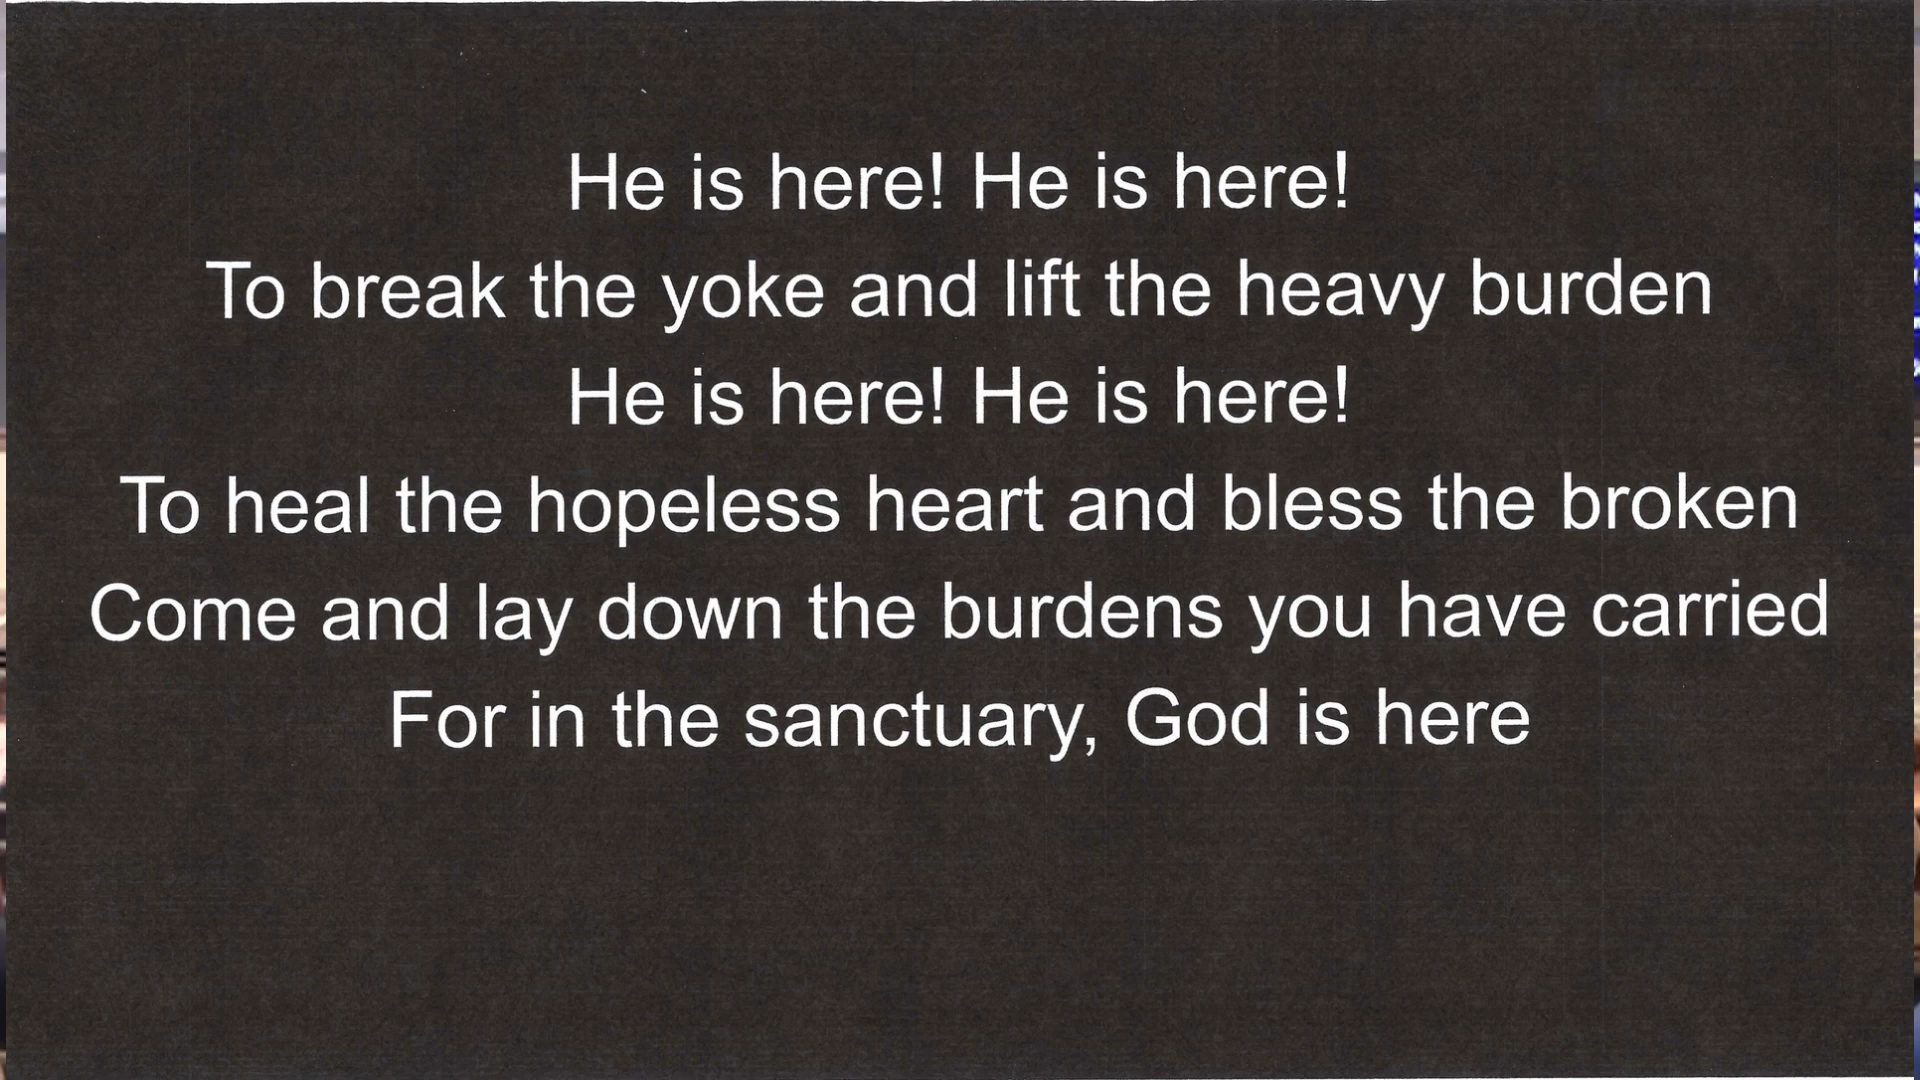 He is here! He is here!
To break the yoke and lift the heavy burden
He is here! He is here!
To heal the hopeless heart and bless the broken
Come and lay down the burdens you have carried
For in the sanctuary, God is here